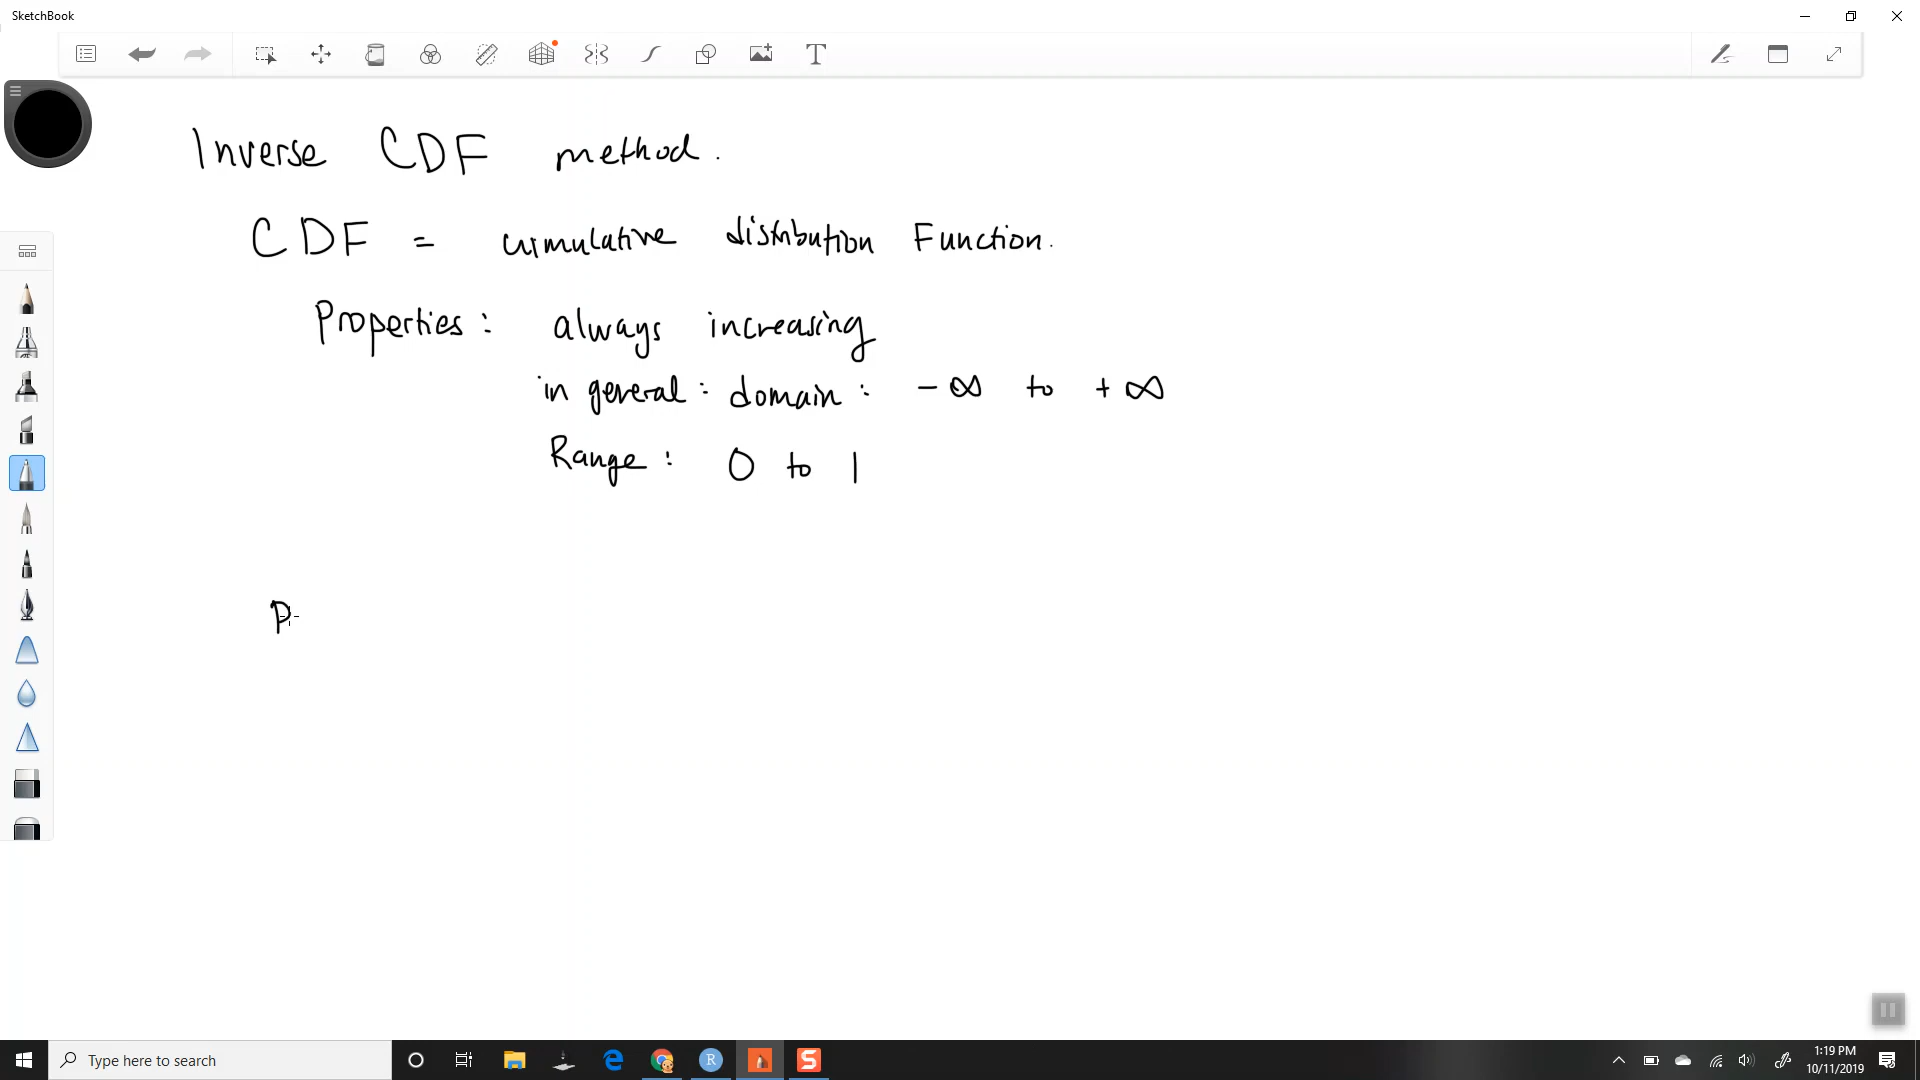 SketchBook
Inverse CDF method.
CDF = cumulative distribution Function.
Properties: always increasing
in general: domain: -∞ to +∞
Range: 0 to 1
P
Type here to search
1:19 PM
10/11/2019